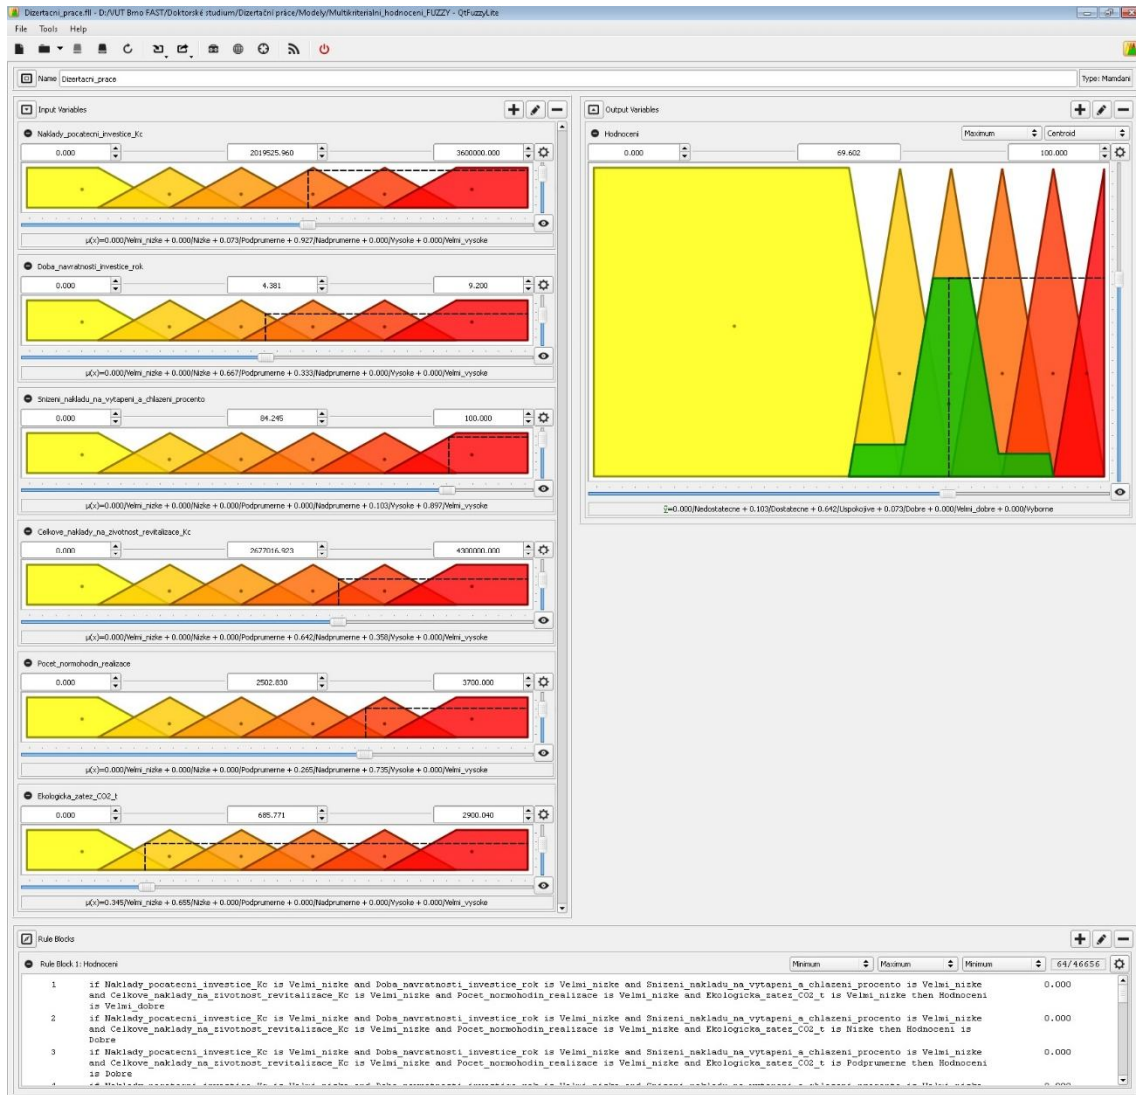 Dizertacni_prace.fll - D:/VUT Brno FAST/Doktorské studium/Dizertační práce/Modely/Multikriterialni_hodnoceni_FUZZY - QtFuzzyLite
File Tools Help
Name Dizertacni_prace Type: Mamdani
Input Variables
Naklady_pocatecni_investice_Kc
0.000 2019525.960 3600000.000
μ(x)=0.000/Velmi_nizke + 0.000/Nizke + 0.073/Podprumerne + 0.927/Nadprumerne + 0.000/Vysoke + 0.000/Velmi_vysoke
Doba_navratnosti_investice_rok
0.000 4.381 9.200
μ(x)=0.000/Velmi_nizke + 0.000/Nizke + 0.667/Podprumerne + 0.333/Nadprumerne + 0.000/Vysoke + 0.000/Velmi_vysoke
Snizeni_nakladu_na_vytapeni_a_chlazeni_procento
0.000 84.245 100.000
μ(x)=0.000/Velmi_nizke + 0.000/Nizke + 0.000/Podprumerne + 0.000/Nadprumerne + 0.103/Vysoke + 0.897/Velmi_vysoke
Celkove_naklady_na_zivotnost_revitalizace_Kc
0.000 2677016.923 4300000.000
μ(x)=0.000/Velmi_nizke + 0.000/Nizke + 0.000/Podprumerne + 0.642/Nadprumerne + 0.358/Vysoke + 0.000/Velmi_vysoke
Pocet_normohodin_realizace
0.000 2502.830 3700.000
μ(x)=0.000/Velmi_nizke + 0.000/Nizke + 0.000/Podprumerne + 0.265/Nadprumerne + 0.735/Vysoke + 0.000/Velmi_vysoke
Ekologicka_zatez_CO2_t
0.000 685.771 2900.040
μ(x)=0.345/Velmi_nizke + 0.655/Nizke + 0.000/Podprumerne + 0.000/Nadprumerne + 0.000/Vysoke + 0.000/Velmi_vysoke
Output Variables
Hodnoceni Maximum Centroid
0.000 69.602 100.000
ỹ=0.000/Nedostatecne + 0.103/Dostatecne + 0.642/Uspokojive + 0.073/Dobre + 0.000/Velmi_dobre + 0.000/Vyborne
Rule Blocks
Rule Block 1: Hodnoceni Minimum Maximum Minimum 64/46656
1 if Naklady_pocatecni_investice_Kc is Velmi_nizke and Doba_navratnosti_investice_rok is Velmi_nizke and Snizeni_nakladu_na_vytapeni_a_chlazeni_procento is Velmi_nizke 0.000
and Celkove_naklady_na_zivotnost_revitalizace_Kc is Velmi_nizke and Pocet_normohodin_realizace is Velmi_nizke and Ekologicka_zatez_CO2_t is Velmi_nizke then Hodnoceni
is Velmi_dobre
2 if Naklady_pocatecni_investice_Kc is Velmi_nizke and Doba_navratnosti_investice_rok is Velmi_nizke and Snizeni_nakladu_na_vytapeni_a_chlazeni_procento is Velmi_nizke 0.000
and Celkove_naklady_na_zivotnost_revitalizace_Kc is Velmi_nizke and Pocet_normohodin_realizace is Velmi_nizke and Ekologicka_zatez_CO2_t is Nizke then Hodnoceni is
Dobre
3 if Naklady_pocatecni_investice_Kc is Velmi_nizke and Doba_navratnosti_investice_rok is Velmi_nizke and Snizeni_nakladu_na_vytapeni_a_chlazeni_procento is Velmi_nizke 0.000
and Celkove_naklady_na_zivotnost_revitalizace_Kc is Velmi_nizke and Pocet_normohodin_realizace is Velmi_nizke and Ekologicka_zatez_CO2_t is Podprumerne then Hodnoceni
is Dobre